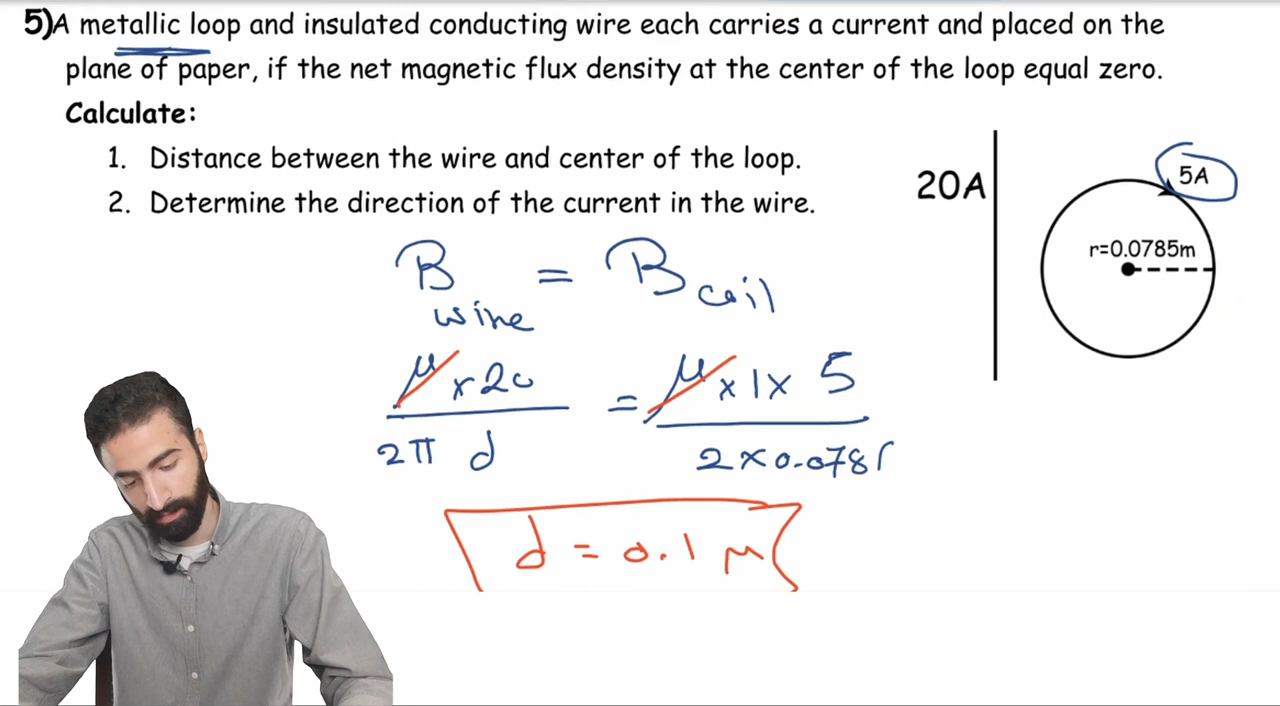 5)A metallic loop and insulated conducting wire each carries a current and placed on the
plane of paper, if the net magnetic flux density at the center of the loop equal zero.
Calculate:
1. Distance between the wire and center of the loop.
2. Determine the direction of the current in the wire.
20A
5A
r=0.0785m
B wire = B coil
μ x 20 / 2π d = μ x 1 x 5 / 2 x 0.0785
d = 0.1 m